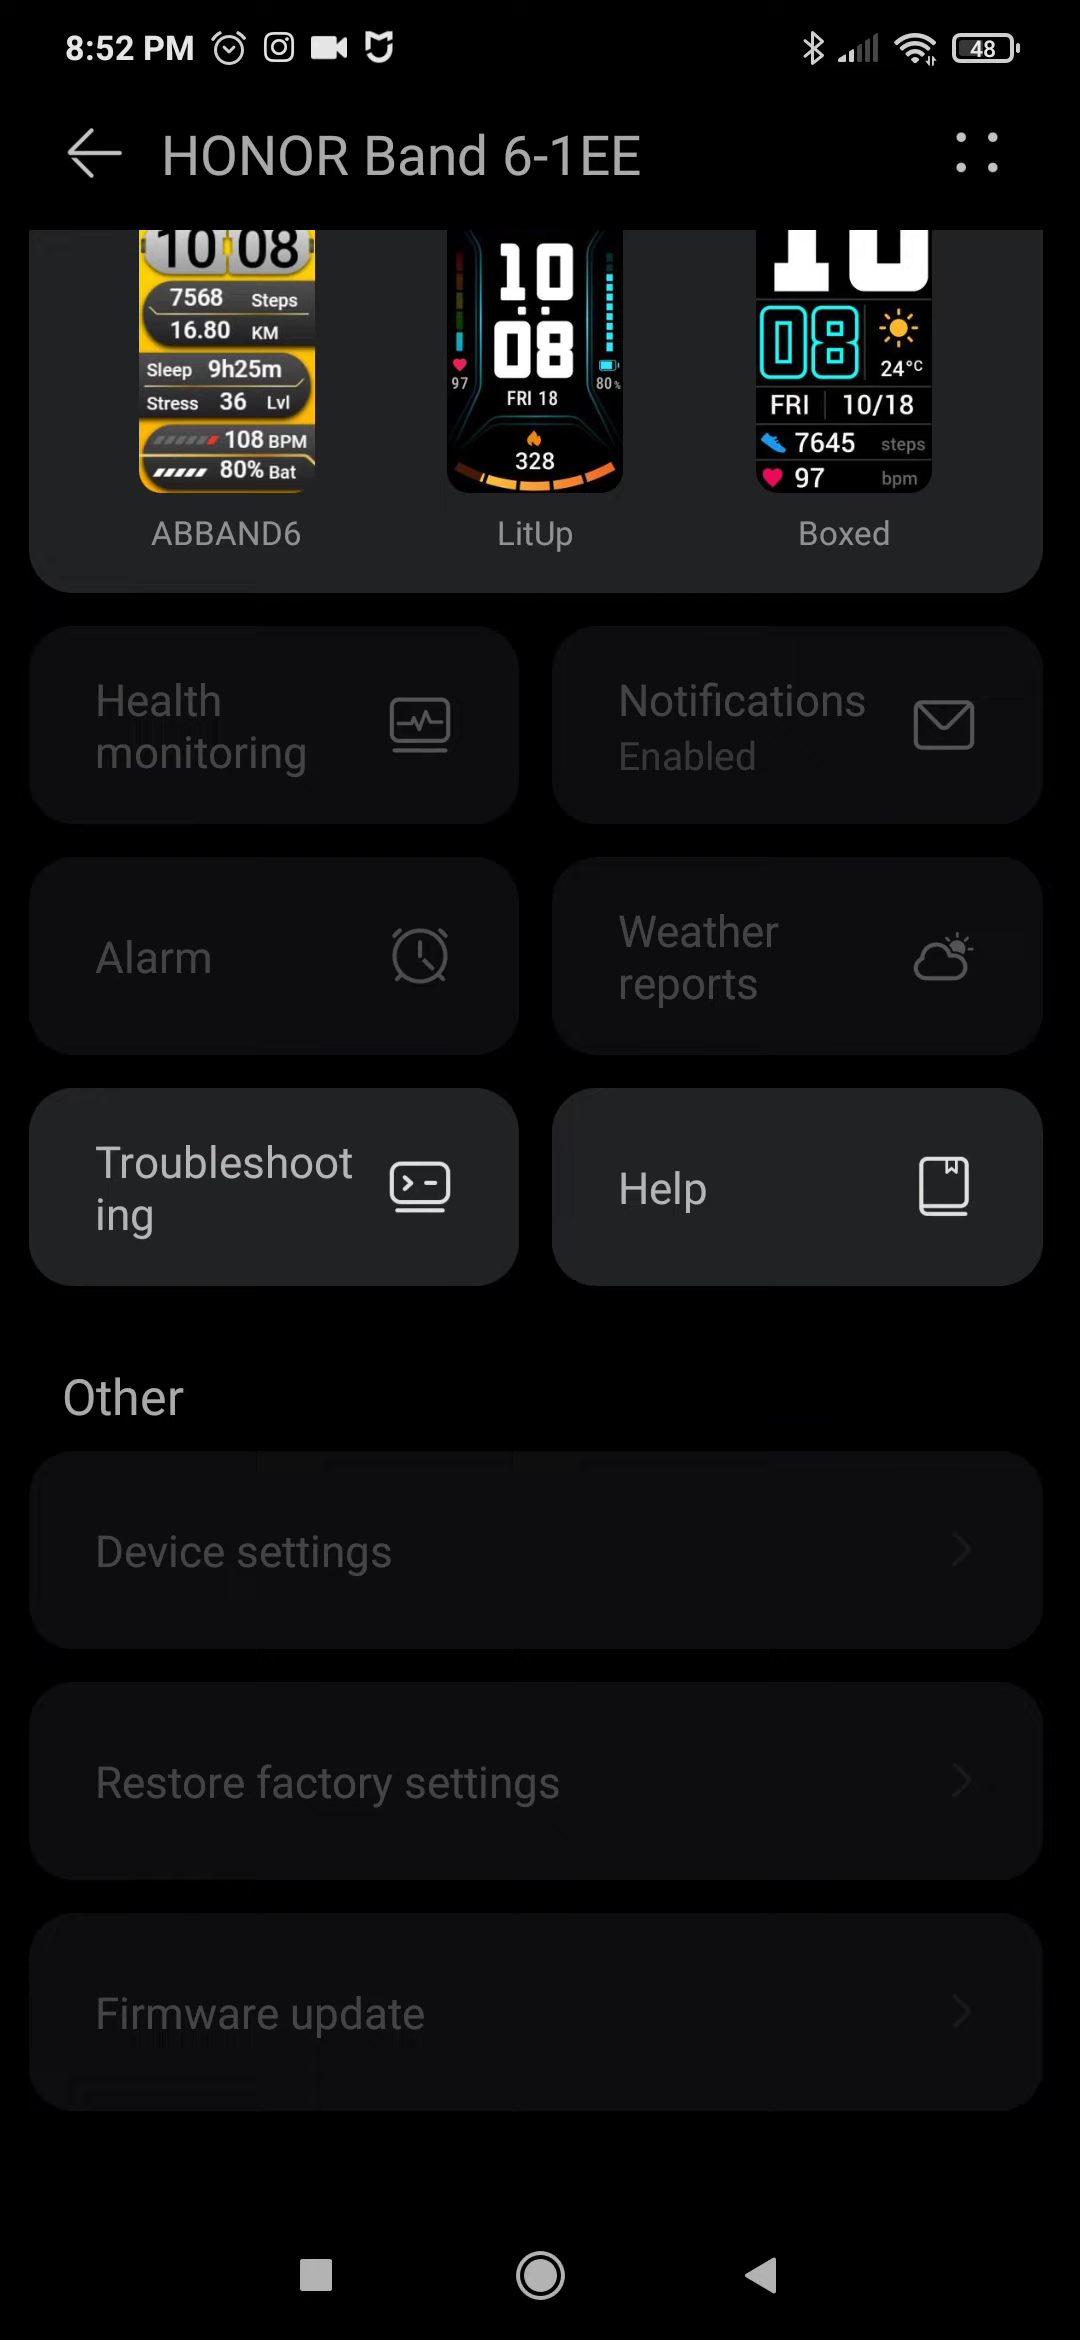 8:52 PM
48
HONOR Band 6-1EE
10 08
7568 Steps
16.80 KM
Sleep 9h25m
Stress 36 Lvl
108 BPM
80% Bat
ABBAND6
10
08
97
80%
FRI 18
328
LitUp
10
08
24°C
FRI 10/18
7645 steps
97 bpm
Boxed
Health
monitoring
Notifications
Enabled
Alarm
Weather
reports
Troubleshoot
ing
Help
Other
Device settings
Restore factory settings
Firmware update